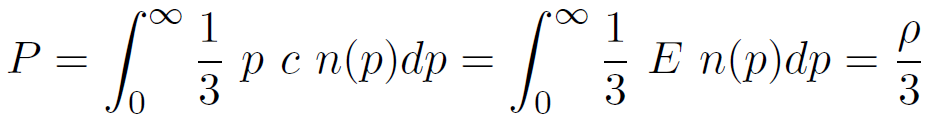 P = ∫₀^∞ 1/3 p c n(p)dp = ∫₀^∞ 1/3 E n(p)dp = ρ/3